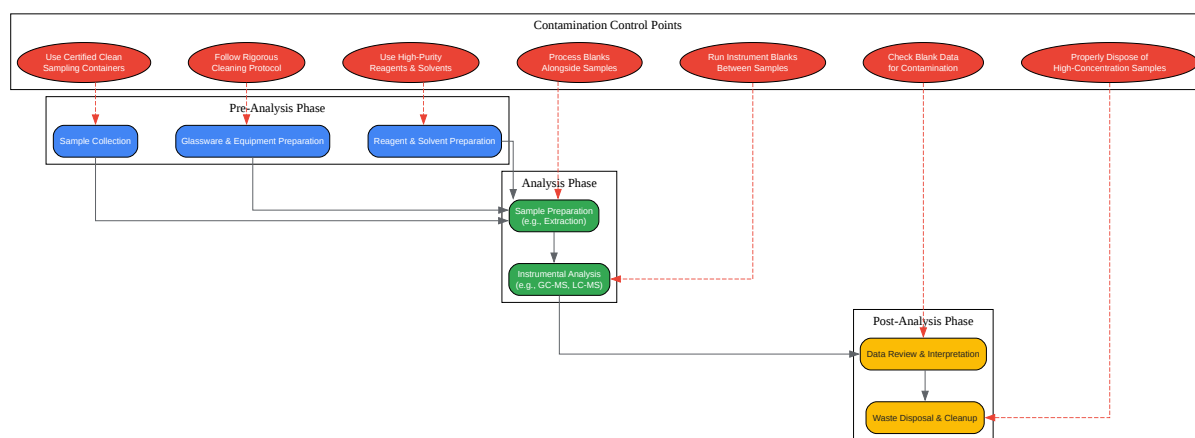 Contamination Control Points
Use Certified Clean
Sampling Containers
Follow Rigorous
Cleaning Protocol
Use High-Purity
Reagents & Solvents
Process Blanks
Alongside Samples
Run Instrument Blanks
Between Samples
Check Blank Data
for Contamination
Properly Dispose of
High-Concentration Samples
Pre-Analysis Phase
Sample Collection
Glassware & Equipment Preparation
Reagent & Solvent Preparation
Analysis Phase
Sample Preparation
(e.g., Extraction)
Instrumental Analysis
(e.g., GC-MS, LC-MS)
Post-Analysis Phase
Data Review & Interpretation
Waste Disposal & Cleanup